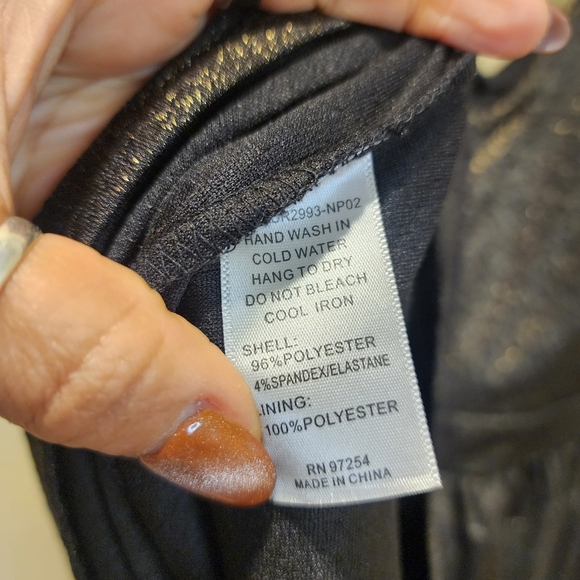 R2993-NP02
HAND WASH IN
COLD WATER
HANG TO DRY
DO NOT BLEACH
COOL IRON
SHELL:
96%POLYESTER
4%SPANDEX/ELASTANE
LINING:
100%POLYESTER
RN 97254
MADE IN CHINA